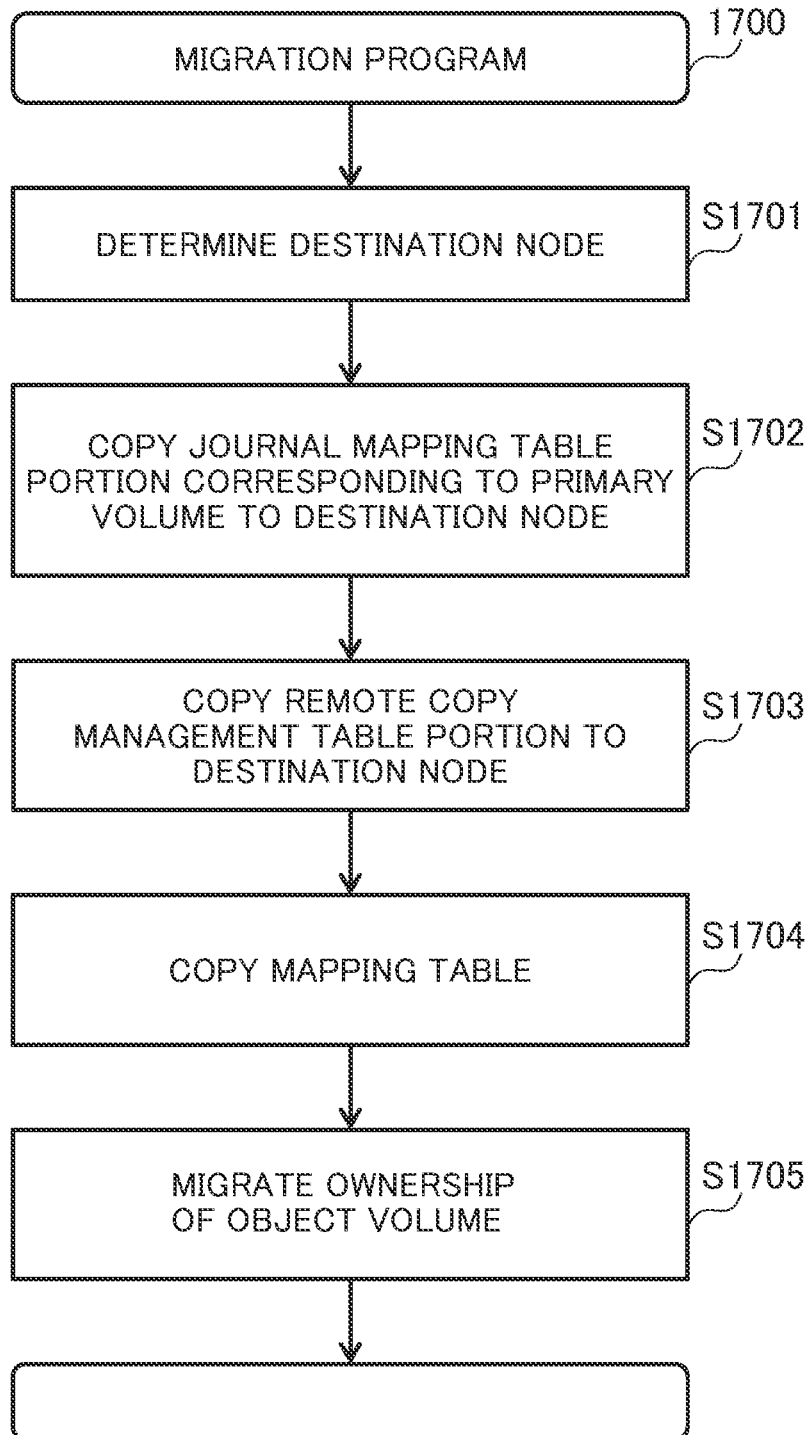 1700
MIGRATION PROGRAM
S1701
DETERMINE DESTINATION NODE
S1702
COPY JOURNAL MAPPING TABLE
PORTION CORRESPONDING TO PRIMARY
VOLUME TO DESTINATION NODE
S1703
COPY REMOTE COPY
MANAGEMENT TABLE PORTION TO
DESTINATION NODE
S1704
COPY MAPPING TABLE
S1705
MIGRATE OWNERSHIP
OF OBJECT VOLUME